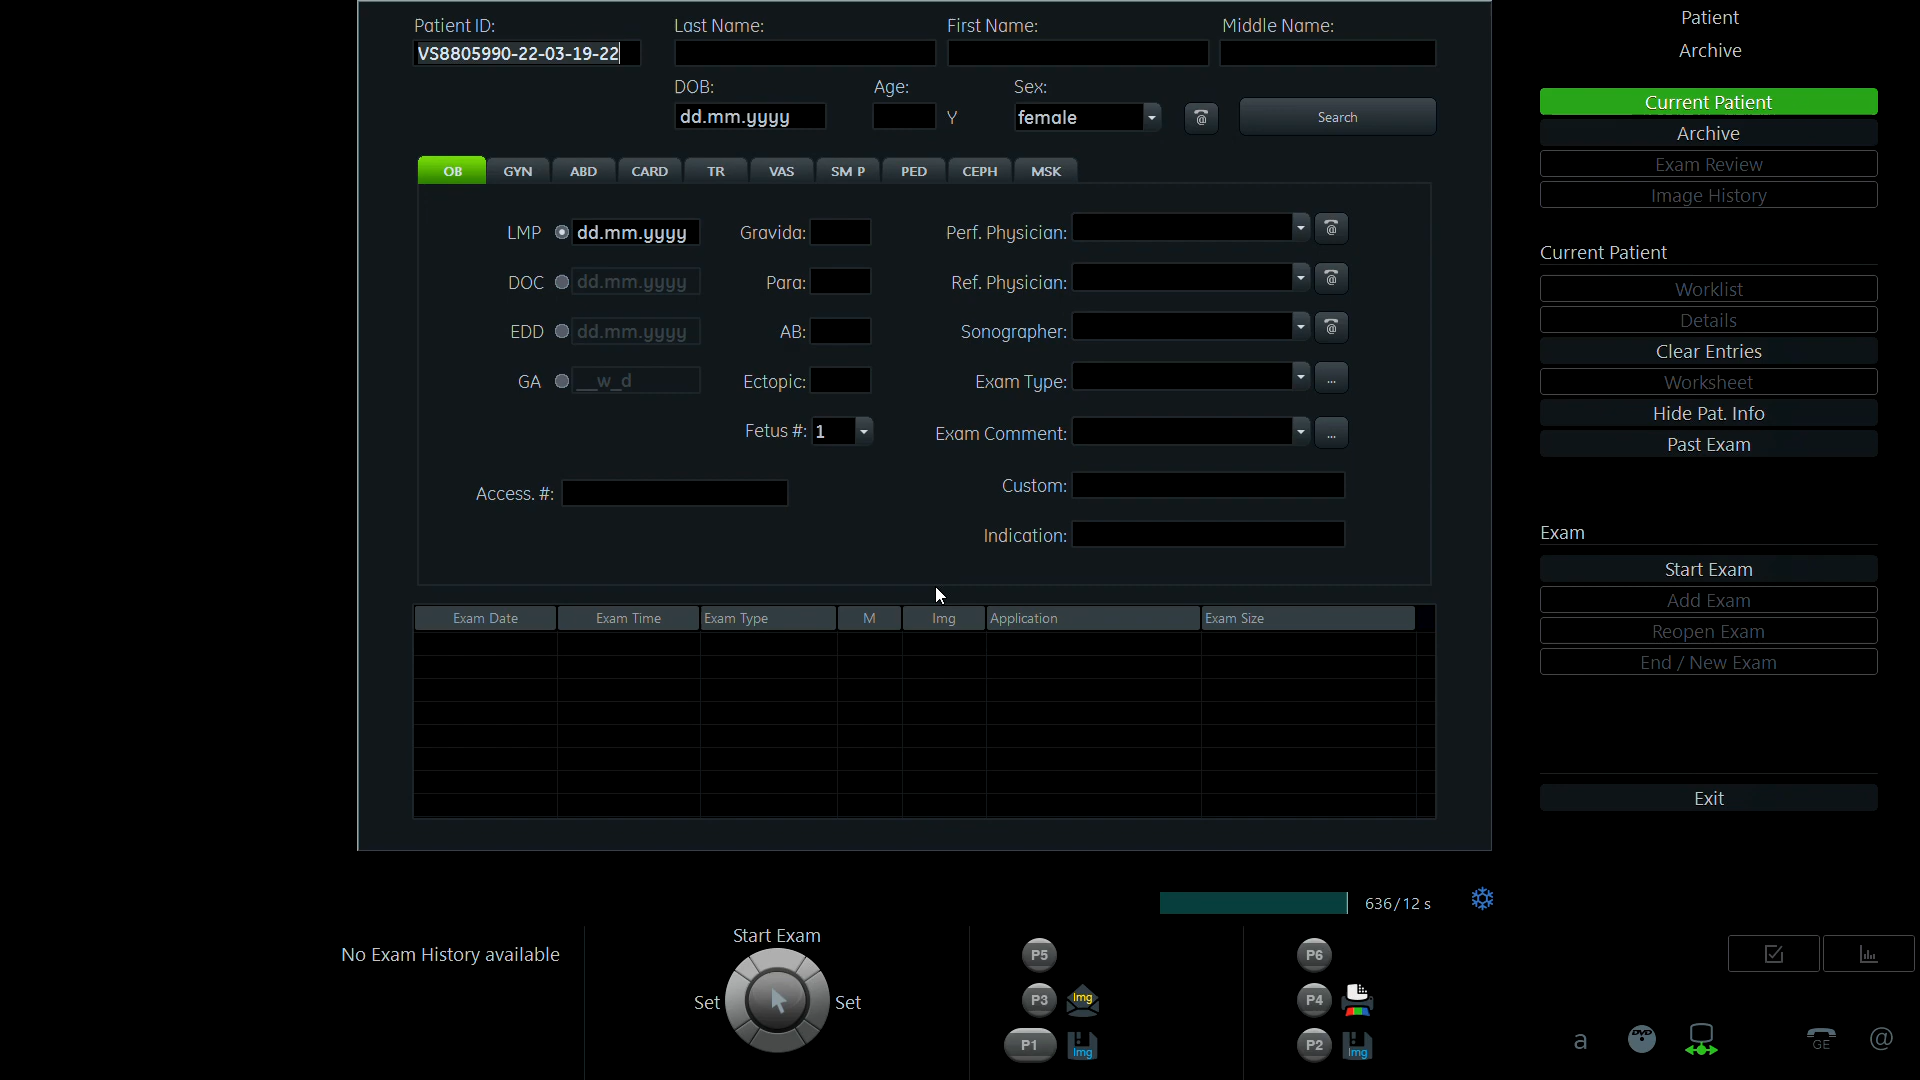 Patient ID: Last Name: First Name: Middle Name:
VS8805990-22-03-19-22
DOB: Age: Sex:
dd.mm.yyyy Y female @ Search
OB GYN ABD CARD TR VAS SM P PED CEPH MSK
LMP dd.mm.yyyy Gravida: Perf. Physician: @
DOC dd.mm.yyyy Para: Ref. Physician: @
EDD dd.mm.yyyy AB: Sonographer: @
GA __w_d Ectopic: Exam Type: ...
Fetus #: 1 Exam Comment: ...
Access. #: Custom:
Indication:
Exam Date Exam Time Exam Type M Img Application Exam Size
636/12 s
No Exam History available
Start Exam
Set Set
P5 P6
P3 Img P4
P1 Img P2 Img
Patient
Archive
Current Patient
Archive
Exam Review
Image History
Current Patient
Worklist
Details
Clear Entries
Worksheet
Hide Pat. Info
Past Exam
Exam
Start Exam
Add Exam
Reopen Exam
End / New Exam
Exit
a DVD GE @